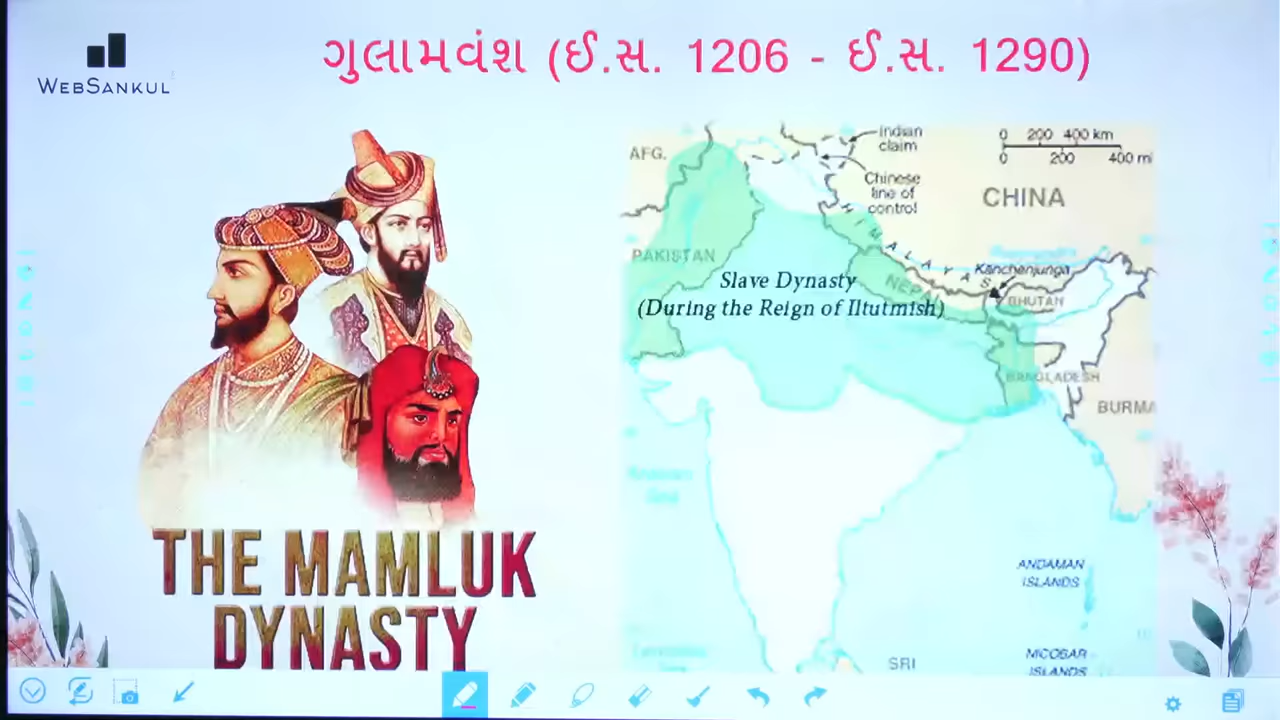 WEBSANKUL
ગુલામવંશ (ઈ.સ. 1206 - ઈ.સ. 1290)
THE MAMLUK
DYNASTY
AFG.
Indian
claim
Chinese
line of
control
0 200 400 km
0 200 400 mi
CHINA
PAKISTAN
HIMALAYAS
Kanchenjunga
Slave Dynasty
(During the Reign of Iltutmish)
NEPAL
BHUTAN
BANGLADESH
BURMA
ANDAMAN
ISLANDS
NICOBAR
ISLANDS
SRI